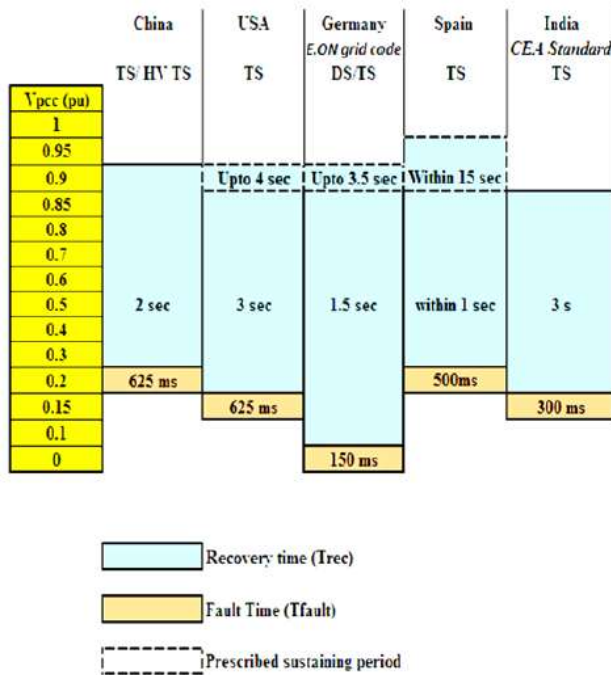 China USA Germany Spain India
E.ON grid code CEA Standard
TS/ HV TS TS DS/TS TS TS
Vpcc (pu)
1
0.95
0.9 Upto 4 sec Upto 3.5 sec Within 15 sec
0.85
0.8
0.7
0.6
0.5 2 sec 3 sec 1.5 sec within 1 sec 3 s
0.4
0.3
0.2 625 ms 500ms
0.15 625 ms 300 ms
0.1
0 150 ms
Recovery time (Trec)
Fault Time (Tfault)
Prescribed sustaining period